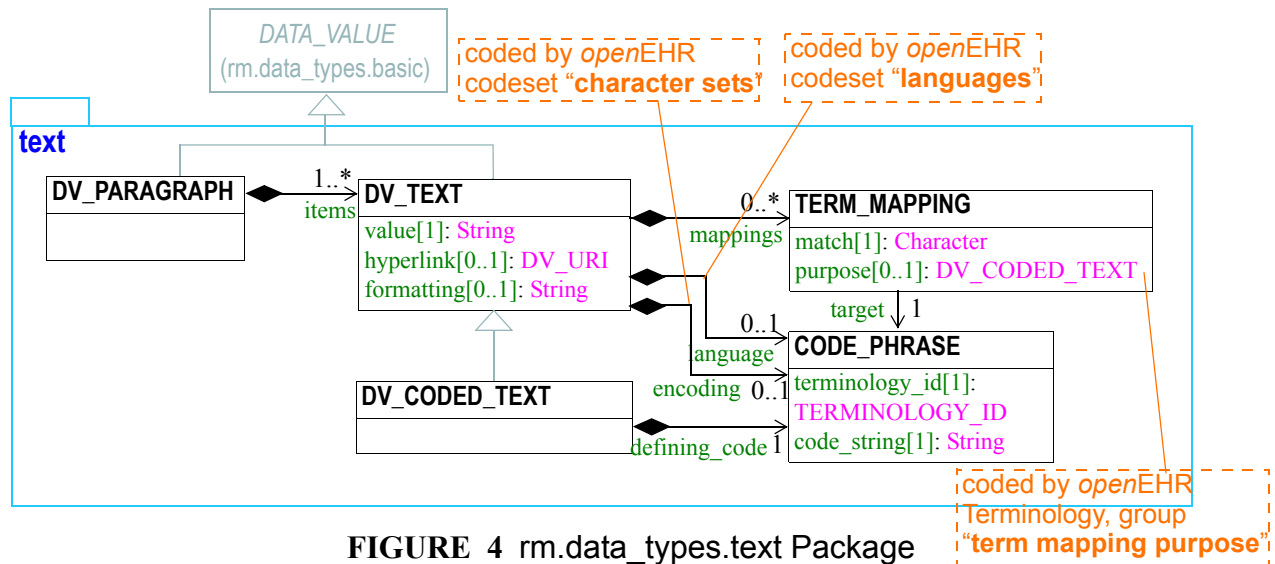 DATA_VALUE
(rm.data_types.basic)
coded by openEHR
codeset “character sets”
coded by openEHR
codeset “languages”
text
DV_PARAGRAPH
1..*
items
DV_TEXT
value[1]: String
hyperlink[0..1]: DV_URI
formatting[0..1]: String
0..*
mappings
TERM_MAPPING
match[1]: Character
purpose[0..1]: DV_CODED_TEXT
target
1
0..1
language
encoding
0..1
CODE_PHRASE
terminology_id[1]:
TERMINOLOGY_ID
code_string[1]: String
DV_CODED_TEXT
defining_code
1
coded by openEHR
Terminology, group
“term mapping purpose”
FIGURE 4 rm.data_types.text Package